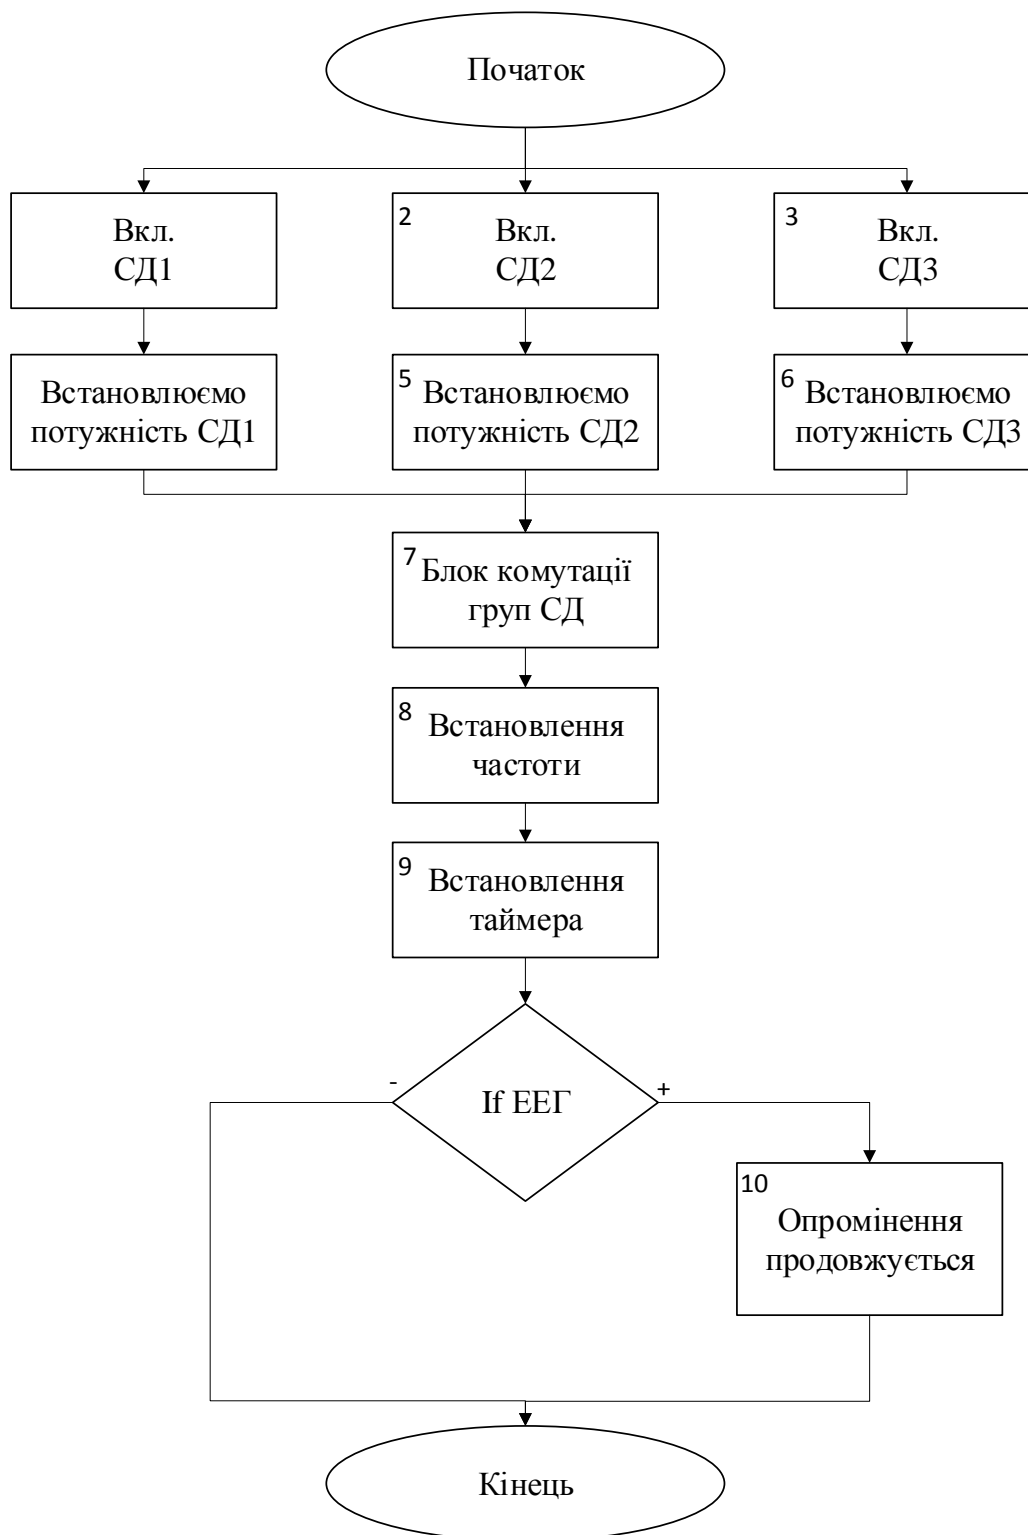 Початок
Вкл.
СД1
2
Вкл.
СД2
3
Вкл.
СД3
Встановлюємо
потужність СД1
5
Встановлюємо
потужність СД2
6
Встановлюємо
потужність СД3
7
Блок комутації
груп СД
8
Встановлення
частоти
9
Встановлення
таймера
-
If ЕЕГ
+
10
Опромінення
продовжується
Кінець